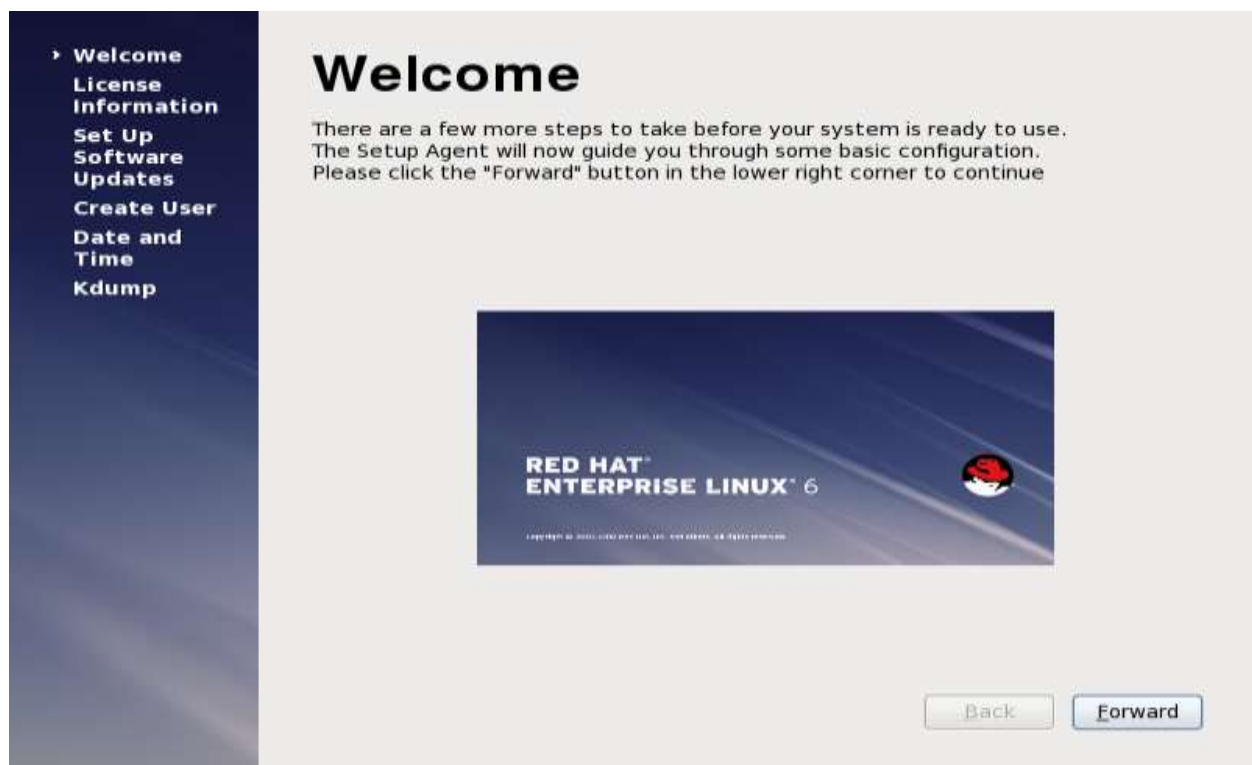 Welcome
License
Information
Set Up
Software
Updates
Create User
Date and
Time
Kdump
Welcome
There are a few more steps to take before your system is ready to use.
The Setup Agent will now guide you through some basic configuration.
Please click the "Forward" button in the lower right corner to continue
RED HAT®
ENTERPRISE LINUX® 6
Back
Forward